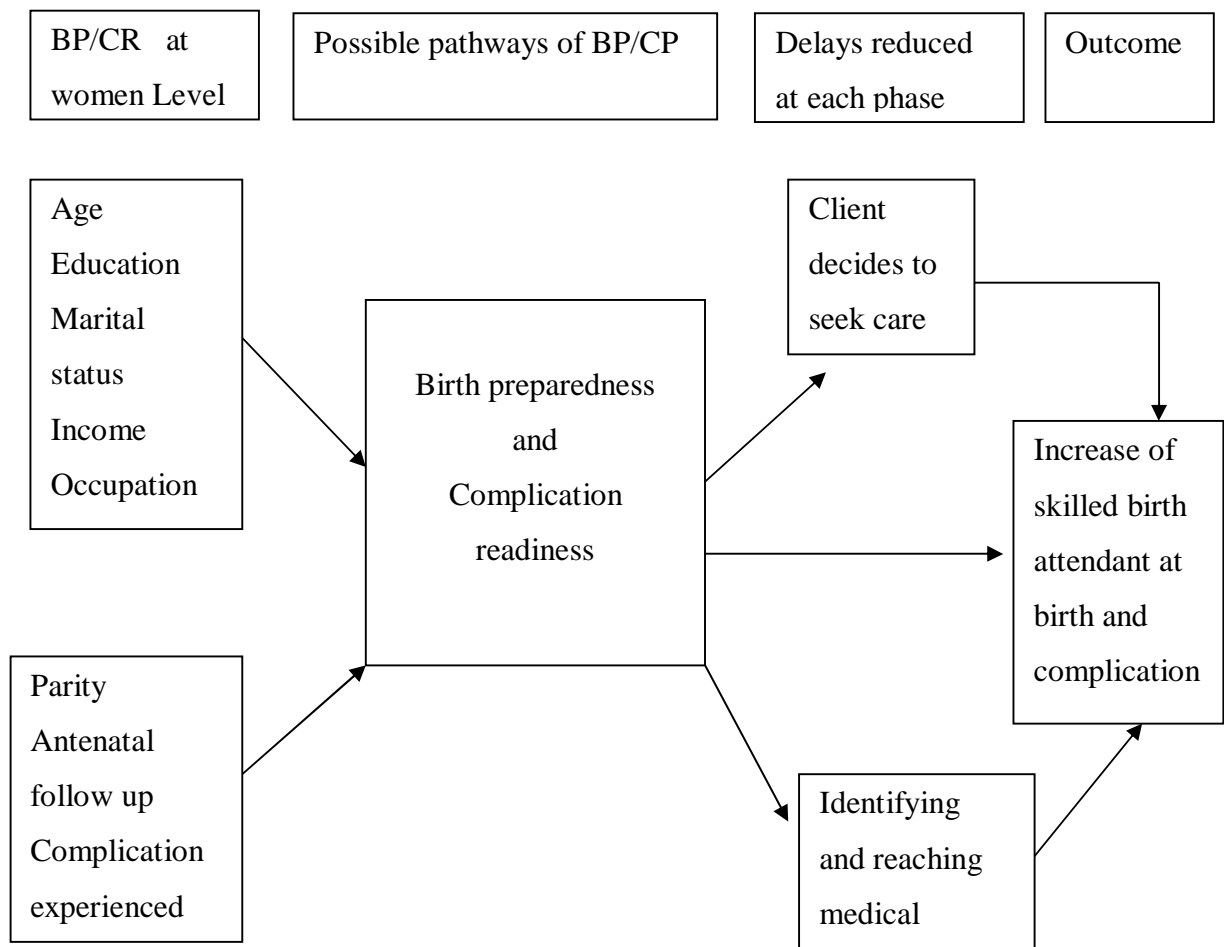 BP/CR at
women Level
Possible pathways of BP/CP
Delays reduced
at each phase
Outcome
Age
Education
Marital
status
Income
Occupation
Parity
Antenatal
follow up
Complication
experienced
Birth preparedness
and
Complication
readiness
Client
decides to
seek care
Identifying
and reaching
medical
Increase of
skilled birth
attendant at
birth and
complication